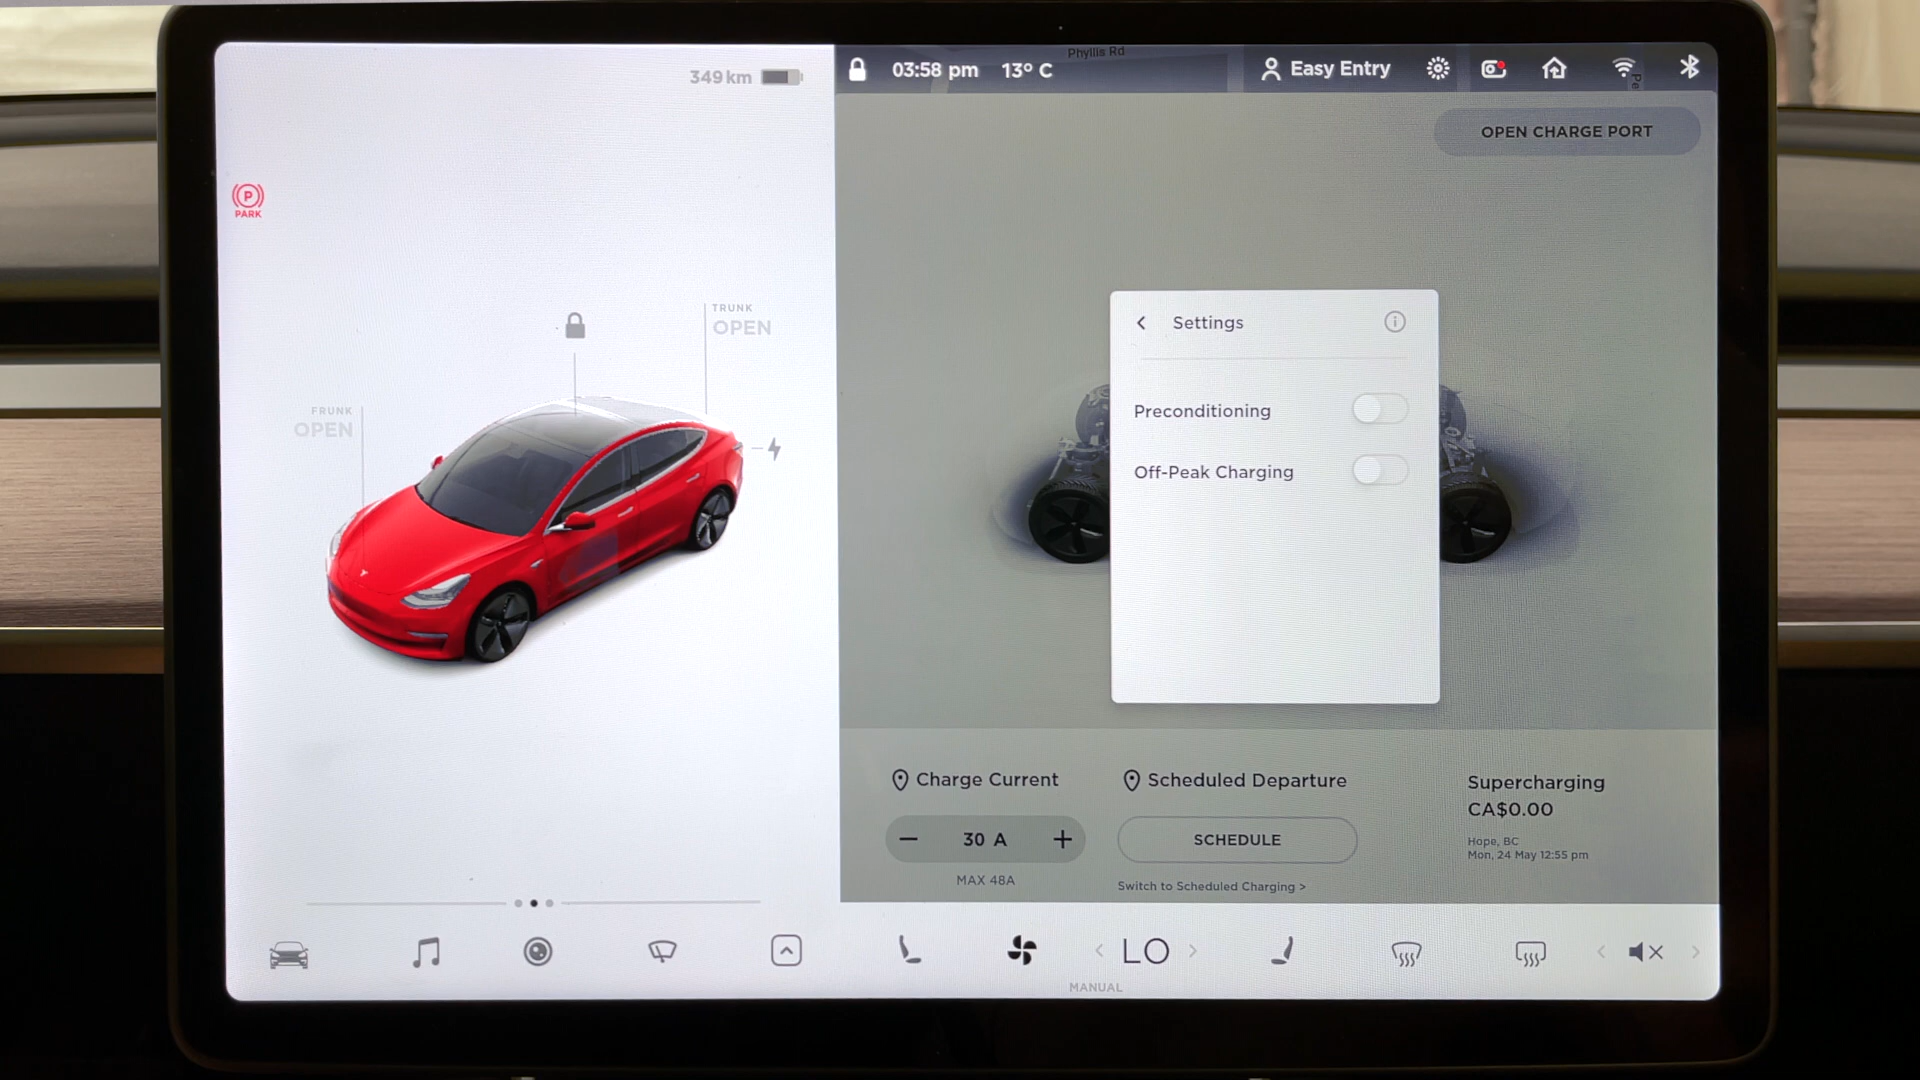 349 km
P
PARK
TRUNK
OPEN
FRUNK
OPEN
Phyllis Rd
03:58 pm 13° C
Easy Entry
Pe
OPEN CHARGE PORT
Settings
Preconditioning
Off-Peak Charging
Charge Current
30 A
MAX 48A
Scheduled Departure
SCHEDULE
Switch to Scheduled Charging >
Supercharging
CA$0.00
Hope, BC
Mon, 24 May 12:55 pm
LO
MANUAL